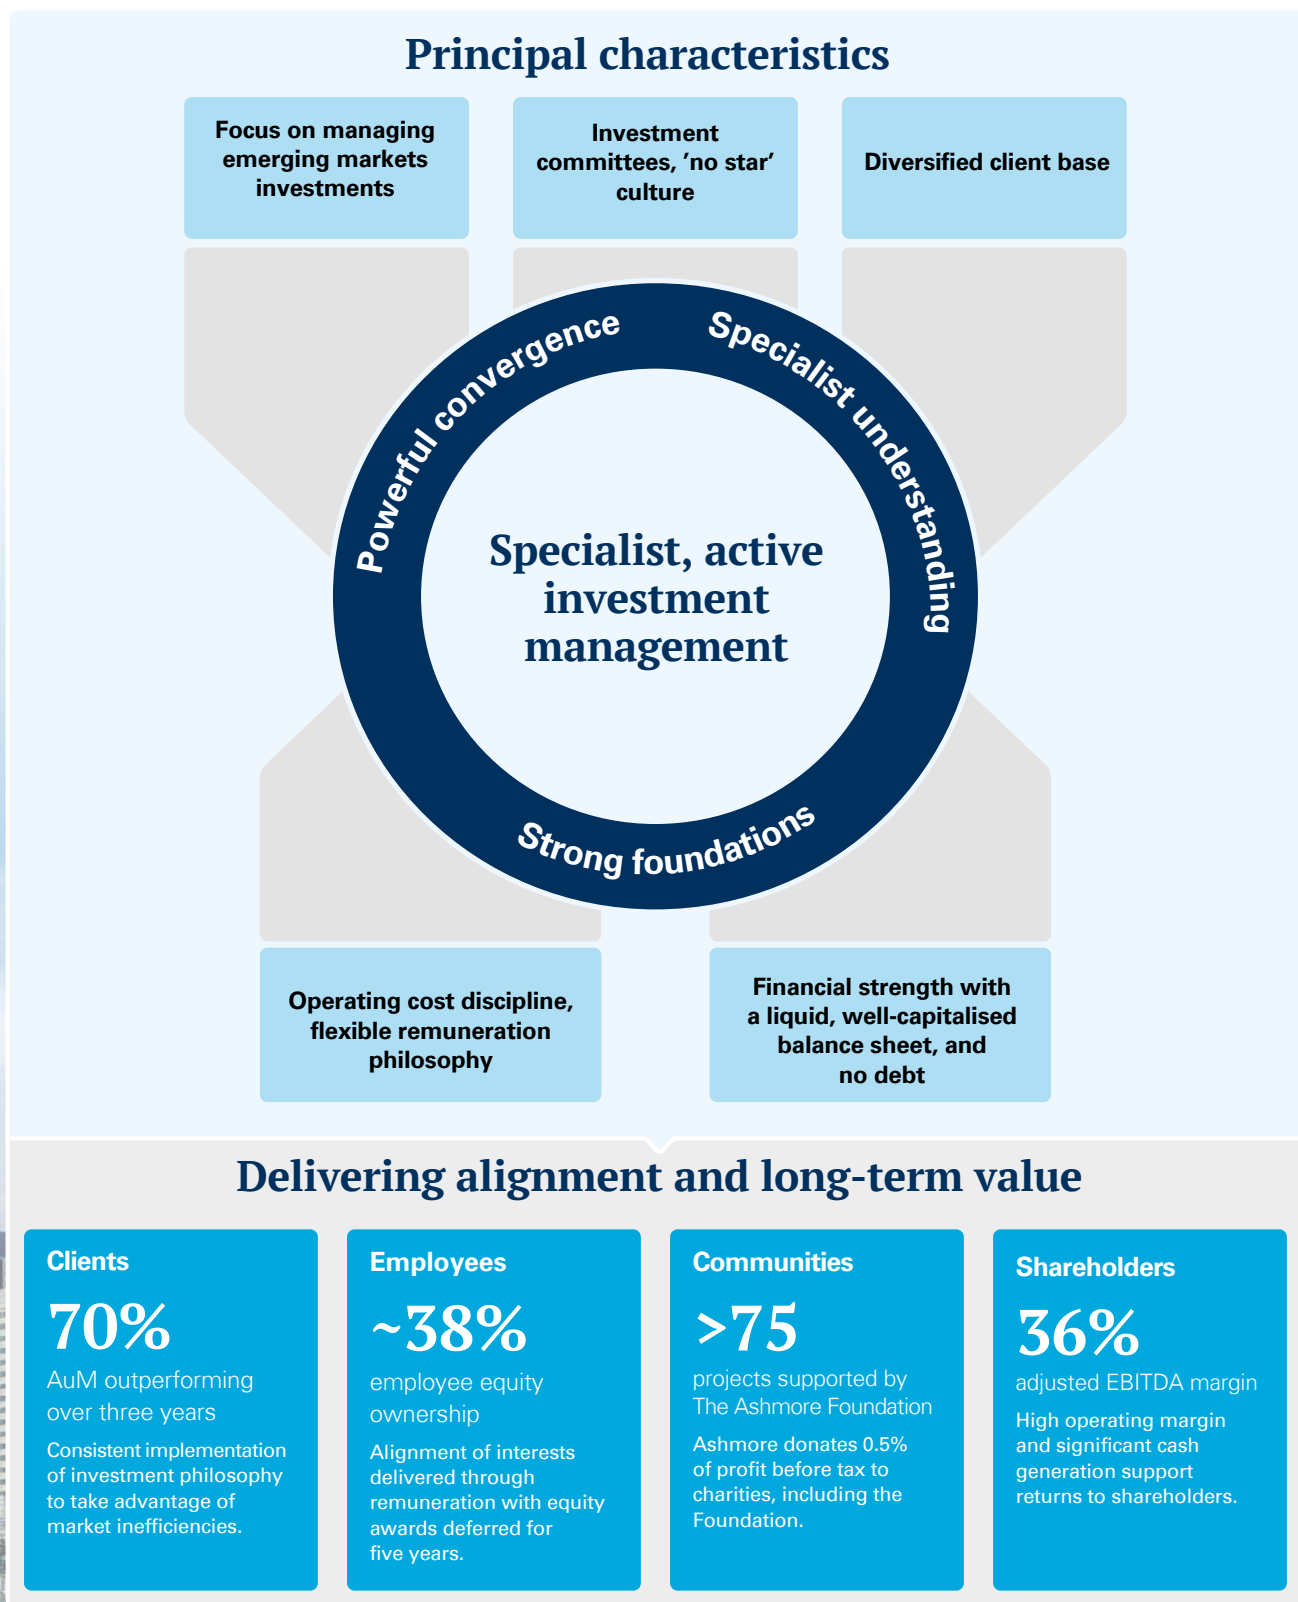 Principal characteristics
Focus on managing
emerging markets
investments
Investment
committees, ’no star’
culture
Diversified client base
Powerful convergence
Specialist understanding
Specialist, active
investment
management
Strong foundations
Operating cost discipline,
flexible remuneration
philosophy
Financial strength with
a liquid, well-capitalised
balance sheet, and
no debt
Delivering alignment and long-term value
Clients
70%
AuM outperforming
over three years
Consistent implementation
of investment philosophy
to take advantage of
market inefficiencies.
Employees
~38%
employee equity
ownership
Alignment of interests
delivered through
remuneration with equity
awards deferred for
five years.
Communities
>75
projects supported by
The Ashmore Foundation
Ashmore donates 0.5%
of profit before tax to
charities, including the
Foundation.
Shareholders
36%
adjusted EBITDA margin
High operating margin
and significant cash
generation support
returns to shareholders.